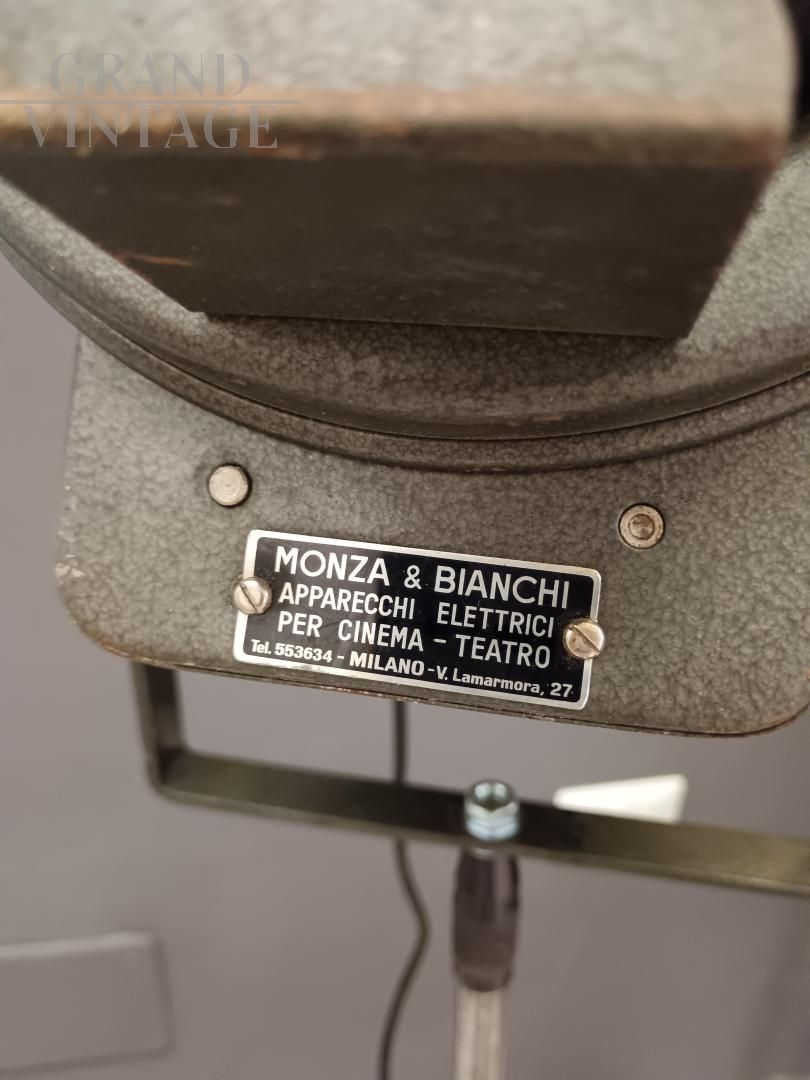 GRAND
VINTAGE
MONZA & BIANCHI
APPARECCHI ELETTRICI
PER CINEMA - TEATRO
Tel. 553634 - MILANO - V. Lamarmora, 27